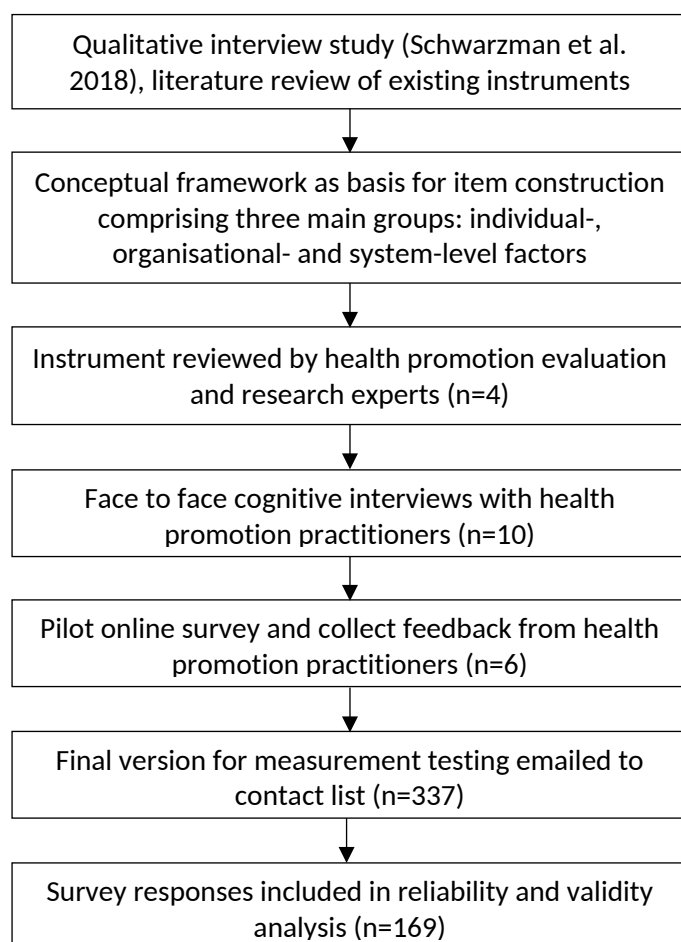 Qualitative interview study (Schwarzman et al.
2018), literature review of existing instruments
Conceptual framework as basis for item construction
comprising three main groups: individual-,
organisational- and system-level factors
Instrument reviewed by health promotion evaluation
and research experts (n=4)
Face to face cognitive interviews with health
promotion practitioners (n=10)
Pilot online survey and collect feedback from health
promotion practitioners (n=6)
Final version for measurement testing emailed to
contact list (n=337)
Survey responses included in reliability and validity
analysis (n=169)